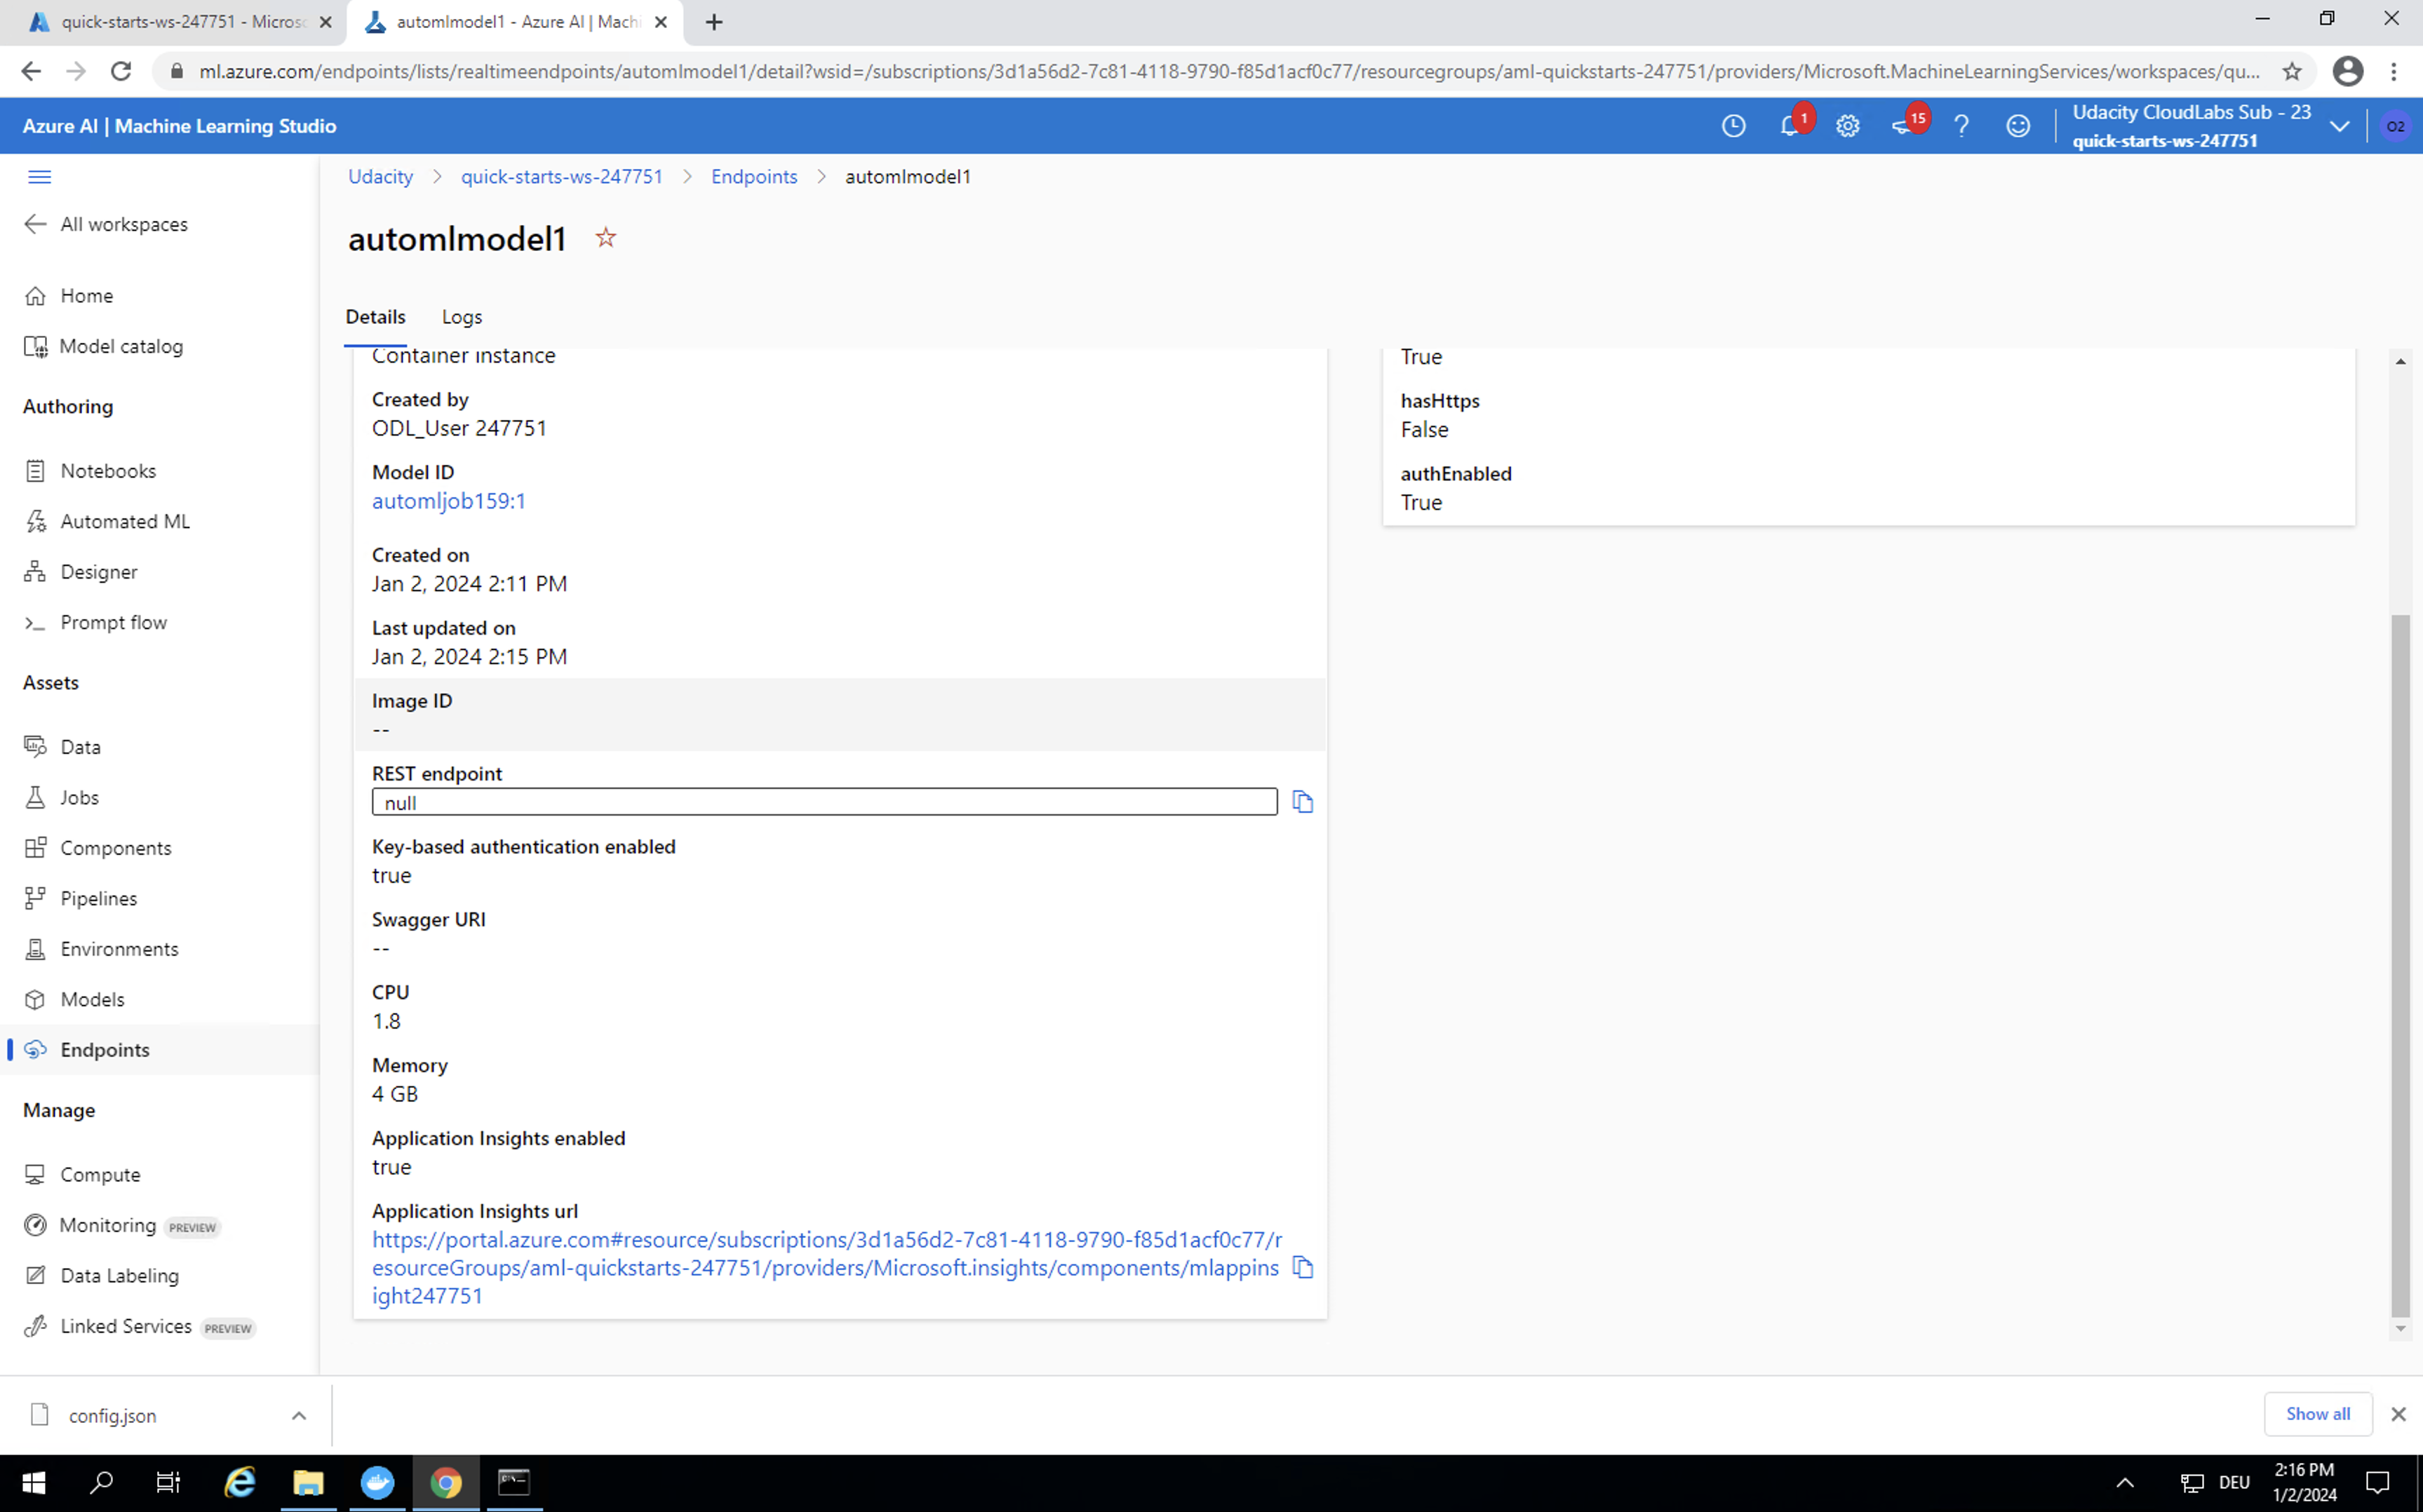 quick-starts-ws-247751 - Micros
automlmodel1 - Azure AI | Machi
ml.azure.com/endpoints/lists/realtimeendpoints/automlmodel1/detail?wsid=/subscriptions/3d1a56d2-7c81-4118-9790-f85d1acf0c77/resourcegroups/aml-quickstarts-247751/providers/Microsoft.MachineLearningServices/workspaces/qu...
Azure AI | Machine Learning Studio
1
15
Udacity CloudLabs Sub - 23
quick-starts-ws-247751
O2
All workspaces
Home
Model catalog
Authoring
Notebooks
Automated ML
Designer
Prompt flow
Assets
Data
Jobs
Components
Pipelines
Environments
Models
Endpoints
Manage
Compute
Monitoring PREVIEW
Data Labeling
Linked Services PREVIEW
Udacity > quick-starts-ws-247751 > Endpoints > automlmodel1
automlmodel1
Details
Logs
Container instance
Created by
ODL_User 247751
Model ID
automljob159:1
Created on
Jan 2, 2024 2:11 PM
Last updated on
Jan 2, 2024 2:15 PM
Image ID
--
REST endpoint
null
Key-based authentication enabled
true
Swagger URI
--
CPU
1.8
Memory
4 GB
Application Insights enabled
true
Application Insights url
https://portal.azure.com#resource/subscriptions/3d1a56d2-7c81-4118-9790-f85d1acf0c77/r
esourceGroups/aml-quickstarts-247751/providers/Microsoft.insights/components/mlappins
ight247751
True
hasHttps
False
authEnabled
True
config.json
Show all
DEU
2:16 PM
1/2/2024